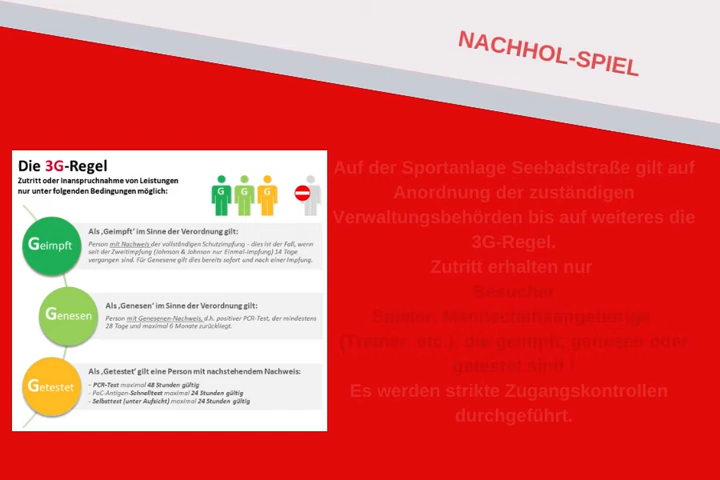 NACHHOL-SPIEL
Die 3G-Regel
Zutritt oder Inanspruchnahme von Leistungen
nur unter folgenden Bedingungen möglich:
G G G
Geimpft
Als ‚Geimpft' im Sinne der Verordnung gilt:
Person mit Nachweis der vollständigen Schutzimpfung - dies ist der Fall, wenn
seit der Zweitimpfung (Johnson & Johnson nur Einmal-Impfung) 14 Tage
vergangen sind. Für Genesene gilt dies bereits sofort und nach einer Impfung.
Genesen
Als ‚Genesen' im Sinne der Verordnung gilt:
Person mit Genesenen-Nachweis, d.h. positiver PCR-Test, der mindestens
28 Tage und maximal 6 Monate zurückliegt.
Getestet
Als ‚Getestet' gilt eine Person mit nachstehendem Nachweis:
- PCR-Test maximal 48 Stunden gültig
- PoC-Antigen-Schnelltest maximal 24 Stunden gültig
- Selbsttest (unter Aufsicht) maximal 24 Stunden gültig
Auf der Sportanlage Seebadstraße gilt auf
Anordnung der zuständigen
Verwaltungsbehörden bis auf weiteres die
3G-Regel.
Zutritt erhalten nur
Besucher
Spieler, Mannschaftsangehörige
(Trainer, etc.), die geimpft, genesen oder
getestet sind !
Es werden strikte Zugangskontrollen
durchgeführt.